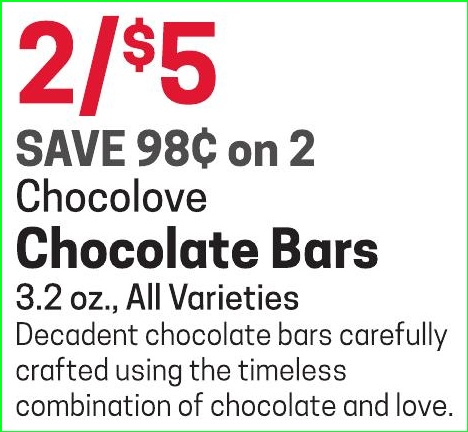 2/$5
SAVE 98¢ on 2
Chocolove
Chocolate Bars
3.2 oz., All Varieties
Decadent chocolate bars carefully
crafted using the timeless
combination of chocolate and love.